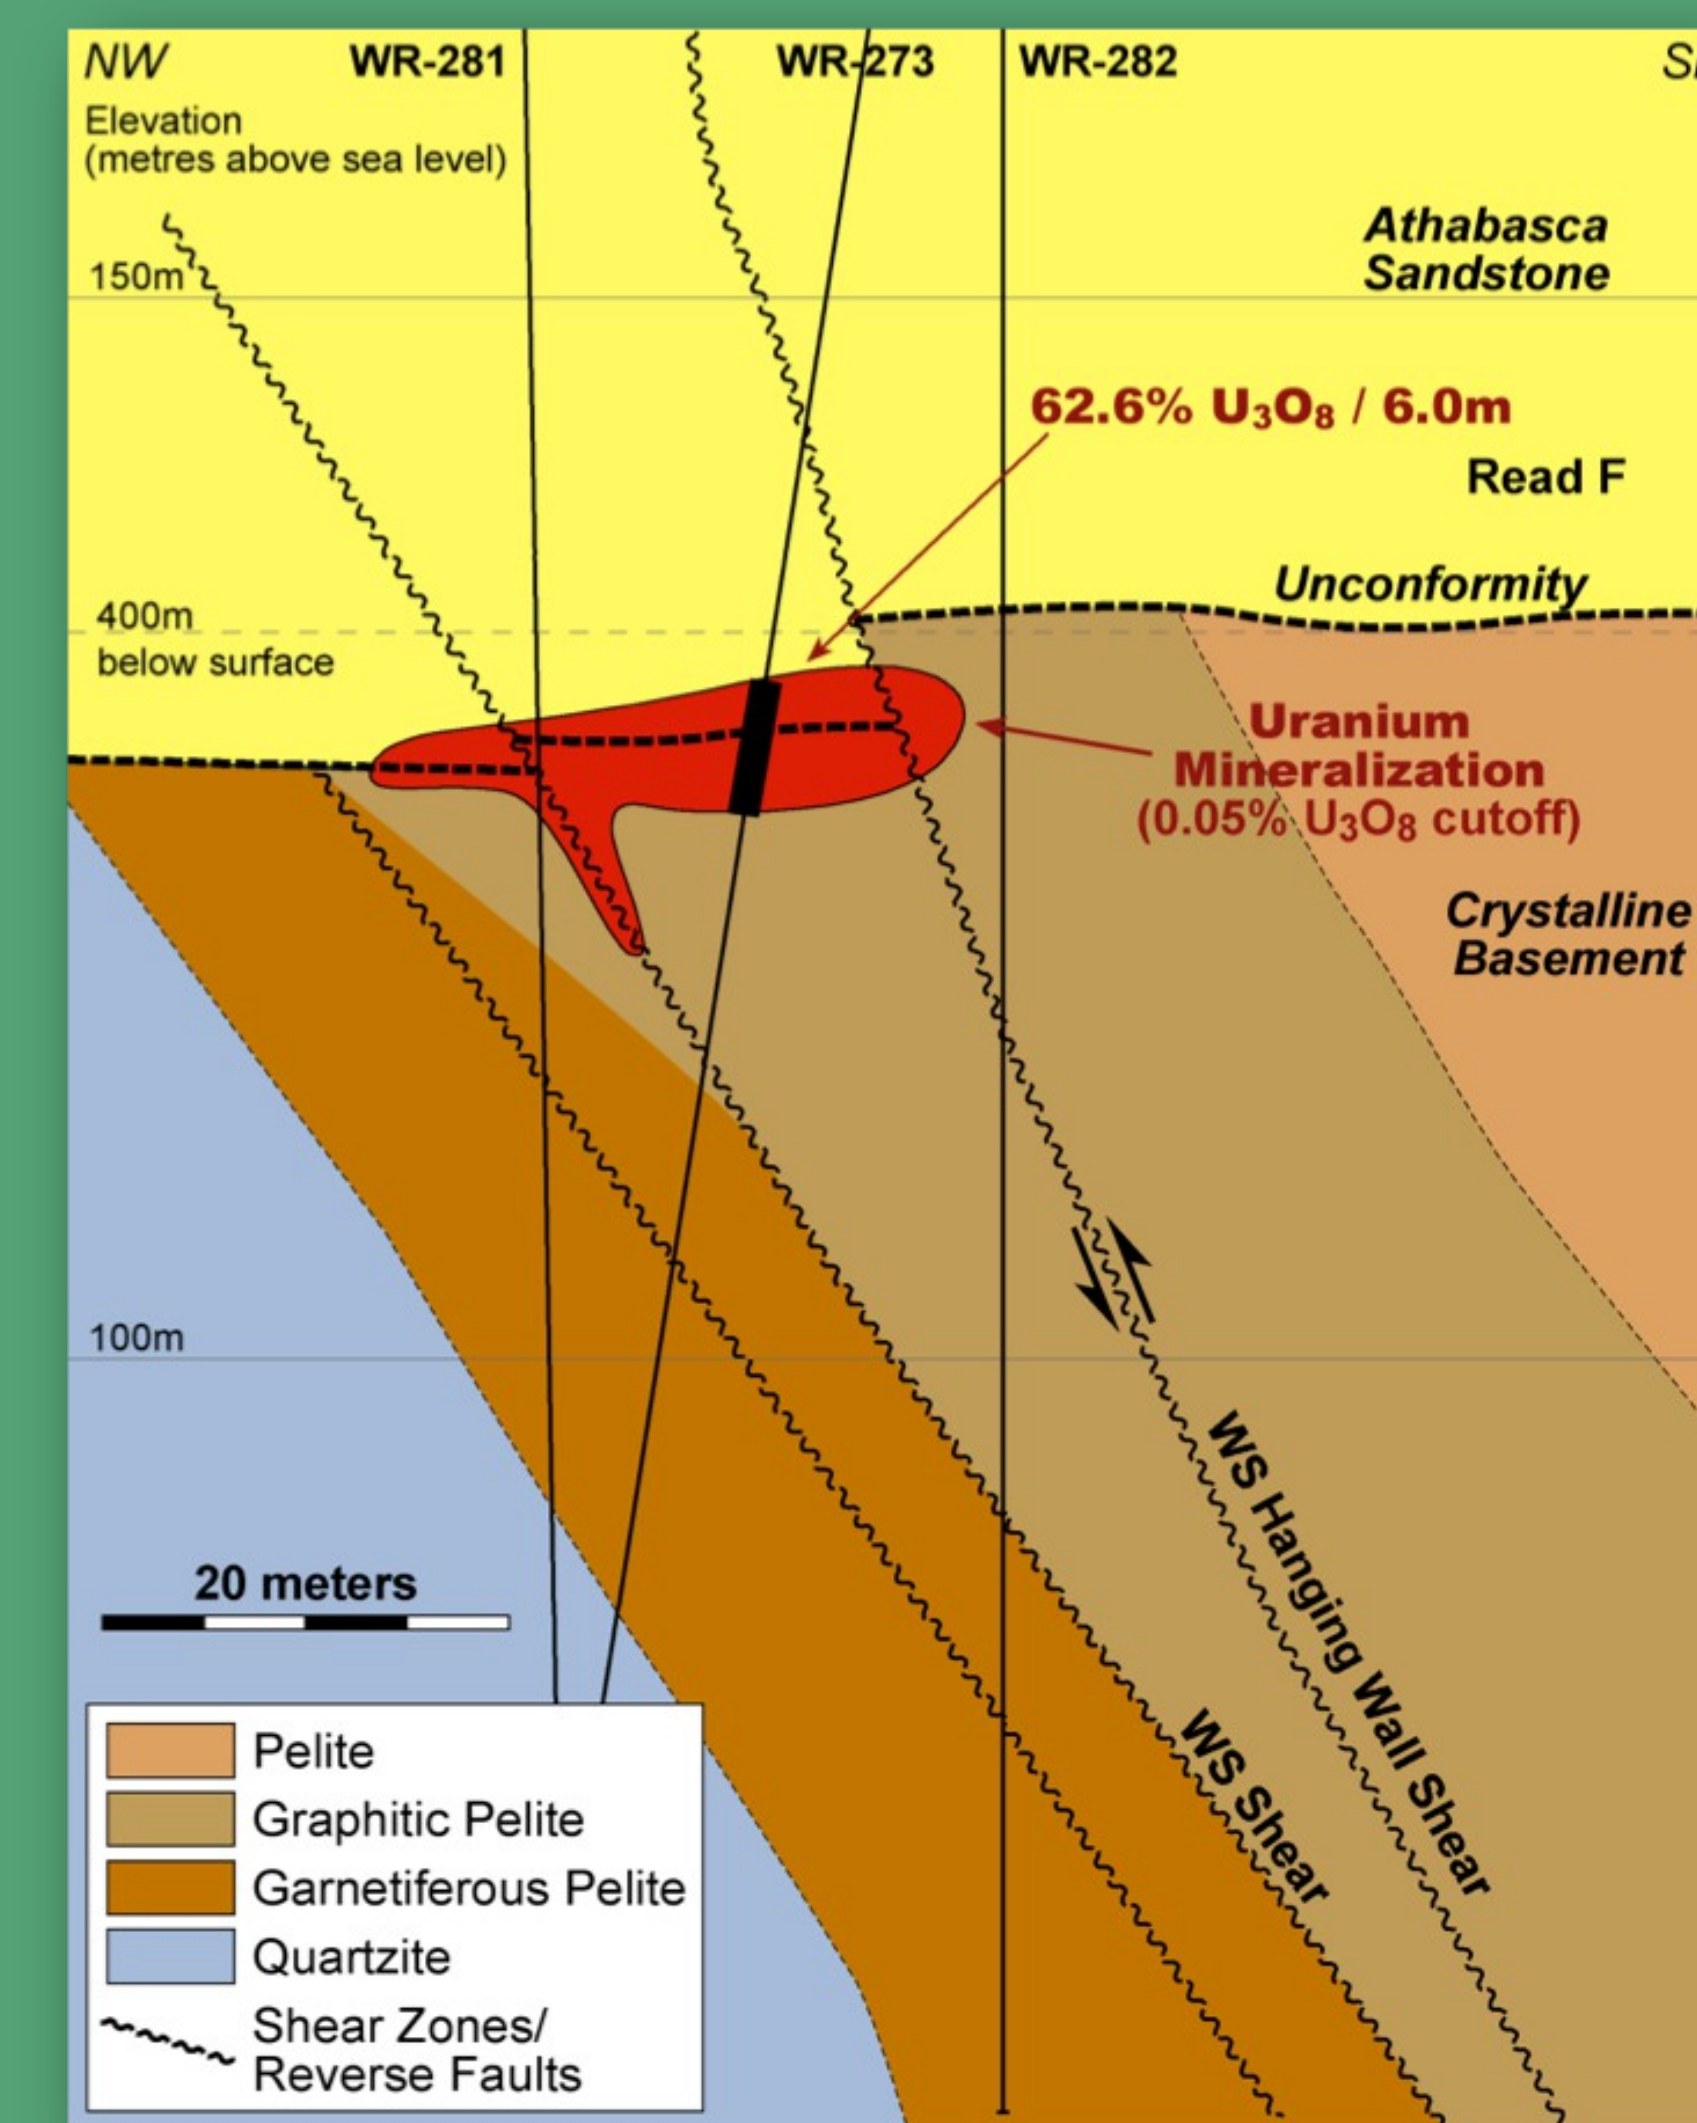 NW
WR-281
WR-273
WR-282
Elevation
(metres above sea level)
150m
Athabasca
Sandstone
62.6% U₃O₈ / 6.0m
Read F
Unconformity
400m
below surface
Uranium
Mineralization
(0.05% U₃O₈ cutoff)
Crystalline
Basement
100m
WS Hanging Wall Shear
WS Shear
20 meters
Pelite
Graphitic Pelite
Garnetiferous Pelite
Quartzite
Shear Zones/
Reverse Faults